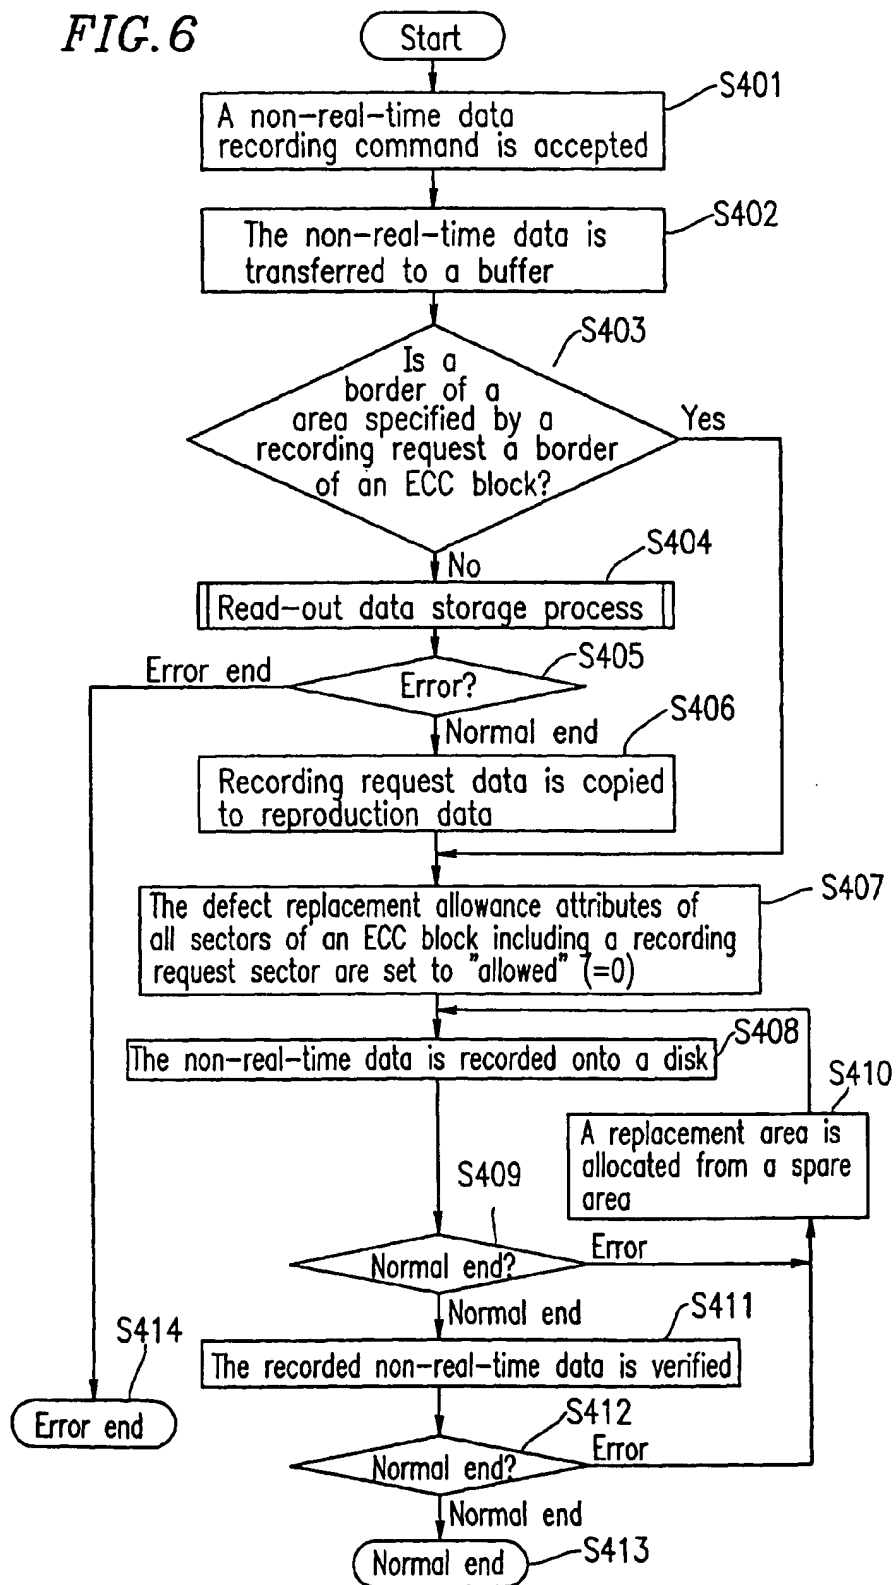 FIG. 6
Start
S401
A non-real-time data
recording command is accepted
S402
The non-real-time data is
transferred to a buffer
S403
Is a
border of a
area specified by a
recording request a border
of an ECC block?
Yes
No
S404
Read-out data storage process
S405
Error end
Error?
Normal end
S406
Recording request data is copied
to reproduction data
S407
The defect replacement allowance attributes of
all sectors of an ECC block including a recording
request sector are set to "allowed" (=0)
S408
The non-real-time data is recorded onto a disk
S410
A replacement area is
allocated from a spare
area
S409
Normal end?
Error
Normal end
S411
The recorded non-real-time data is verified
S414
Error end
S412
Normal end?
Error
Normal end
Normal end
S413